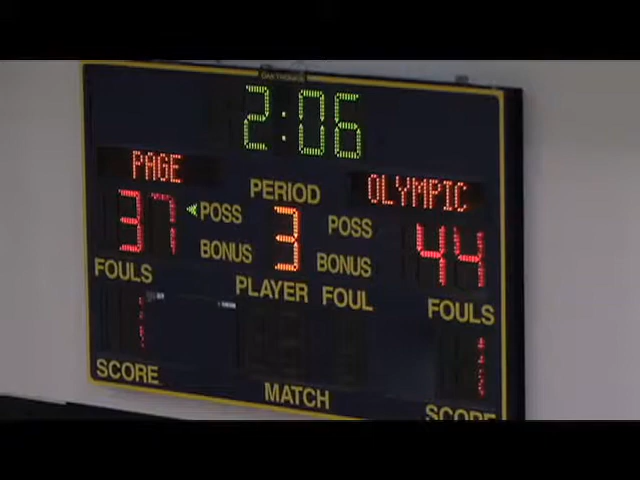 2:06
PAGE
OLYMPIC
PERIOD
37 POSS 3 POSS 44
BONUS BONUS
FOULS PLAYER FOUL FOULS
1 1
SCORE MATCH SCORE